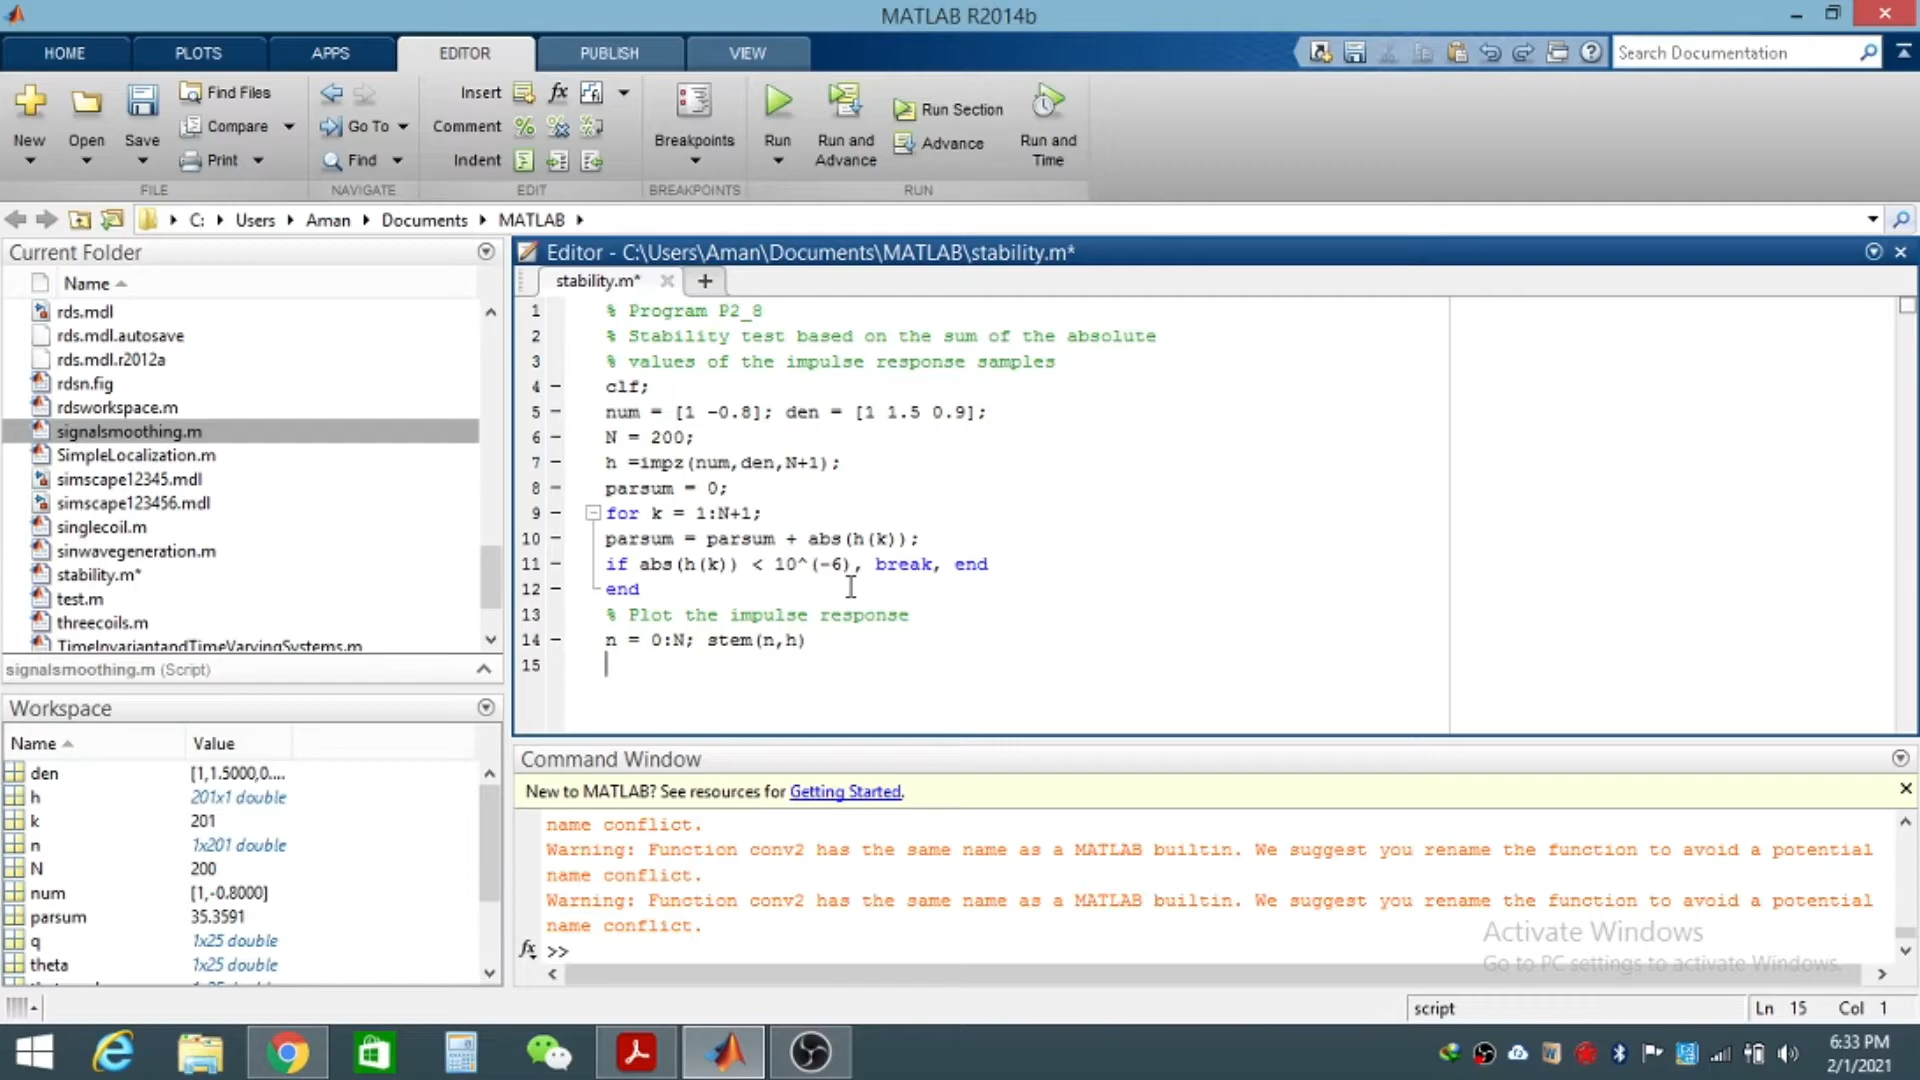 MATLAB R2014b
HOME PLOTS APPS EDITOR PUBLISH VIEW
Search Documentation
New Open Save
Find Files
Compare
Print
Go To
Find
Insert fx
Comment
Indent
Breakpoints
Run
Run and Advance
Run Section
Advance
Run and Time
FILE NAVIGATE EDIT BREAKPOINTS RUN
C: Users Aman Documents MATLAB
Current Folder
Name
rds.mdl
rds.mdl.autosave
rds.mdl.r2012a
rdsn.fig
rdsworkspace.m
signalsmoothing.m
SimpleLocalization.m
simscape12345.mdl
simscape123456.mdl
singlecoil.m
sinwavegeneration.m
stability.m*
test.m
threecoils.m
TimeInvariantandTimeVaryingSystems.m
signalsmoothing.m (Script)
Workspace
Name Value
den [1,1.5000,0....
h 201x1 double
k 201
n 1x201 double
N 200
num [1,-0.8000]
parsum 35.3591
q 1x25 double
theta 1x25 double
Editor - C:\Users\Aman\Documents\MATLAB\stability.m*
stability.m*
1 % Program P2_8
2 % Stability test based on the sum of the absolute
3 % values of the impulse response samples
4 - clf;
5 - num = [1 -0.8]; den = [1 1.5 0.9];
6 - N = 200;
7 - h =impz(num,den,N+1);
8 - parsum = 0;
9 - for k = 1:N+1;
10 - parsum = parsum + abs(h(k));
11 - if abs(h(k)) < 10^(-6), break, end
12 - end
13 % Plot the impulse response
14 - n = 0:N; stem(n,h)
15
Command Window
New to MATLAB? See resources for Getting Started.
name conflict.
Warning: Function conv2 has the same name as a MATLAB builtin. We suggest you rename the function to avoid a potential
name conflict.
Warning: Function conv2 has the same name as a MATLAB builtin. We suggest you rename the function to avoid a potential
name conflict.
fx >>
Activate Windows
Go to PC settings to activate Windows.
script Ln 15 Col 1
6:33 PM
2/1/2021